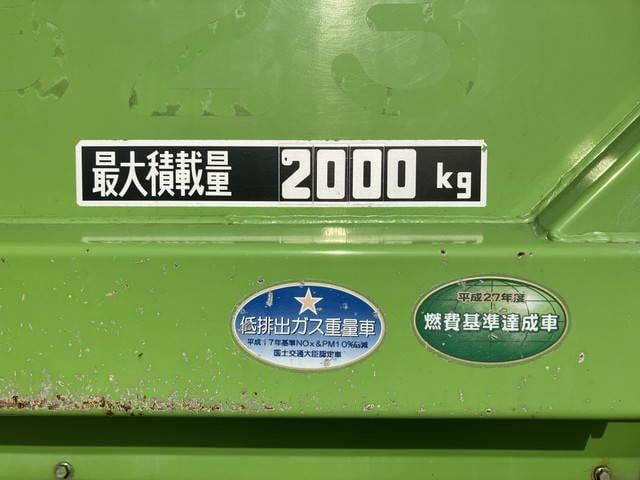 最大積載量 2000 kg
低排出ガス重量車
平成17年基準NOx&PM10%低減
国土交通大臣認定車
平成27年度
燃費基準達成車